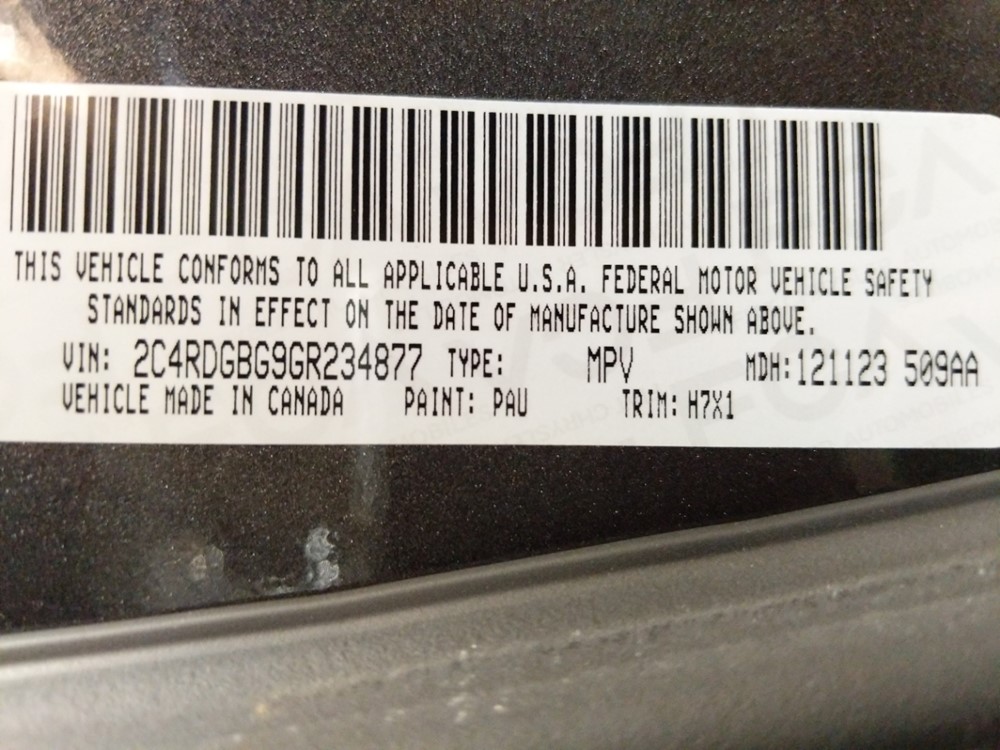 THIS VEHICLE CONFORMS TO ALL APPLICABLE U.S.A. FEDERAL MOTOR VEHICLE SAFETY
STANDARDS IN EFFECT ON THE DATE OF MANUFACTURE SHOWN ABOVE.
VIN: 2C4RDGBG9GR234877 TYPE: MPV MDH: 121123 509AA
VEHICLE MADE IN CANADA PAINT: PAU TRIM: H7X1